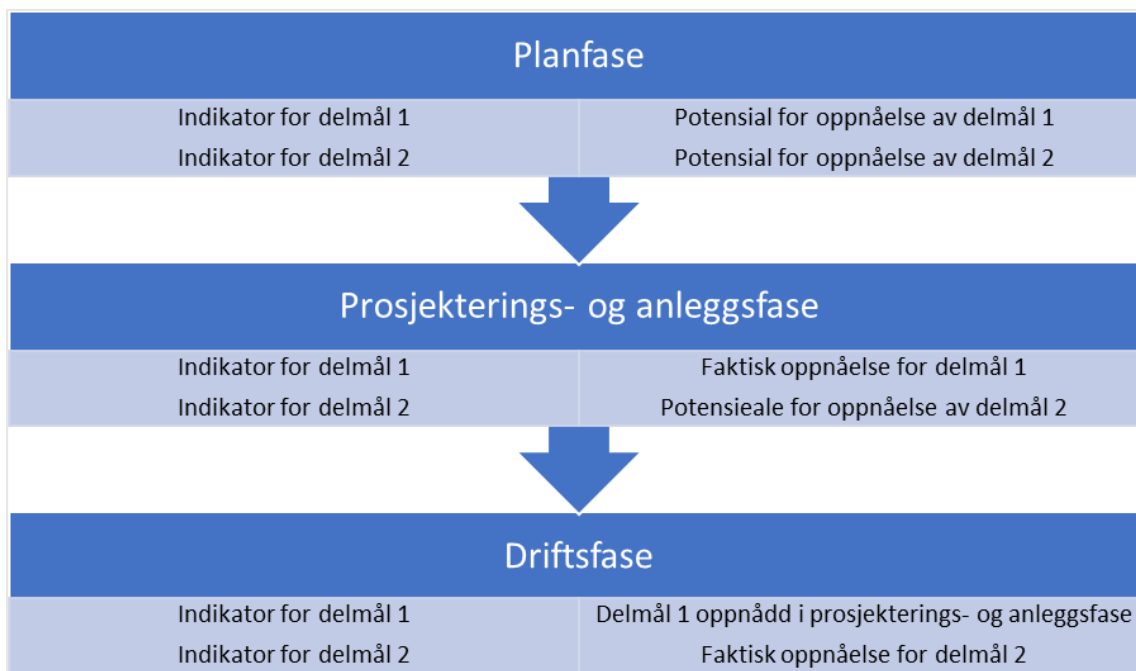 Planfase
Indikator for delmål 1
Potensial for oppnåelse av delmål 1
Indikator for delmål 2
Potensial for oppnåelse av delmål 2
Prosjekterings- og anleggsfase
Indikator for delmål 1
Faktisk oppnåelse for delmål 1
Indikator for delmål 2
Potensieale for oppnåelse av delmål 2
Driftsfase
Indikator for delmål 1
Delmål 1 oppnådd i prosjekterings- og anleggsfase
Indikator for delmål 2
Faktisk oppnåelse for delmål 2